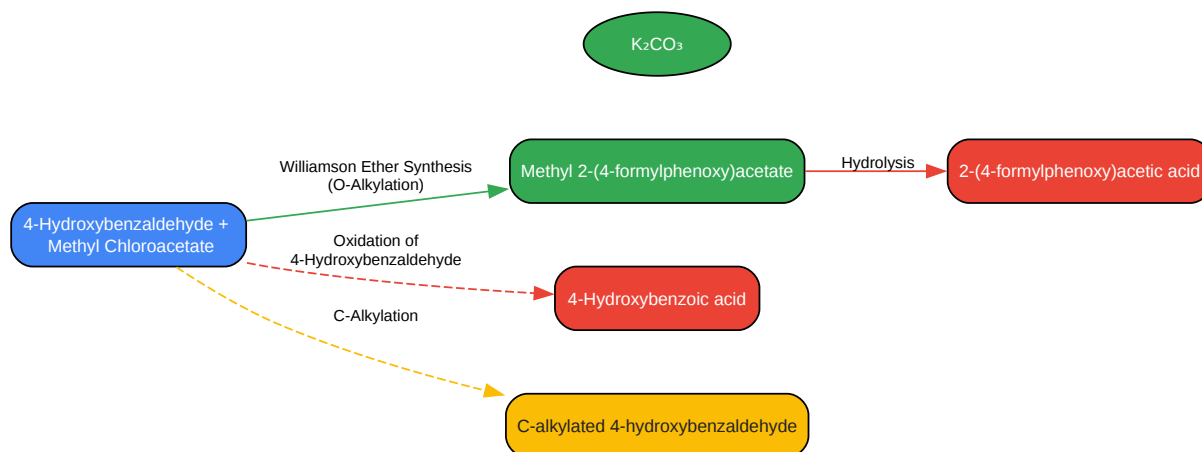 K₂CO₃
Williamson Ether Synthesis
(O-Alkylation)
Methyl 2-(4-formylphenoxy)acetate
Hydrolysis
2-(4-formylphenoxy)acetic acid
4-Hydroxybenzaldehyde +
Methyl Chloroacetate
Oxidation of
4-Hydroxybenzaldehyde
4-Hydroxybenzoic acid
C-Alkylation
C-alkylated 4-hydroxybenzaldehyde